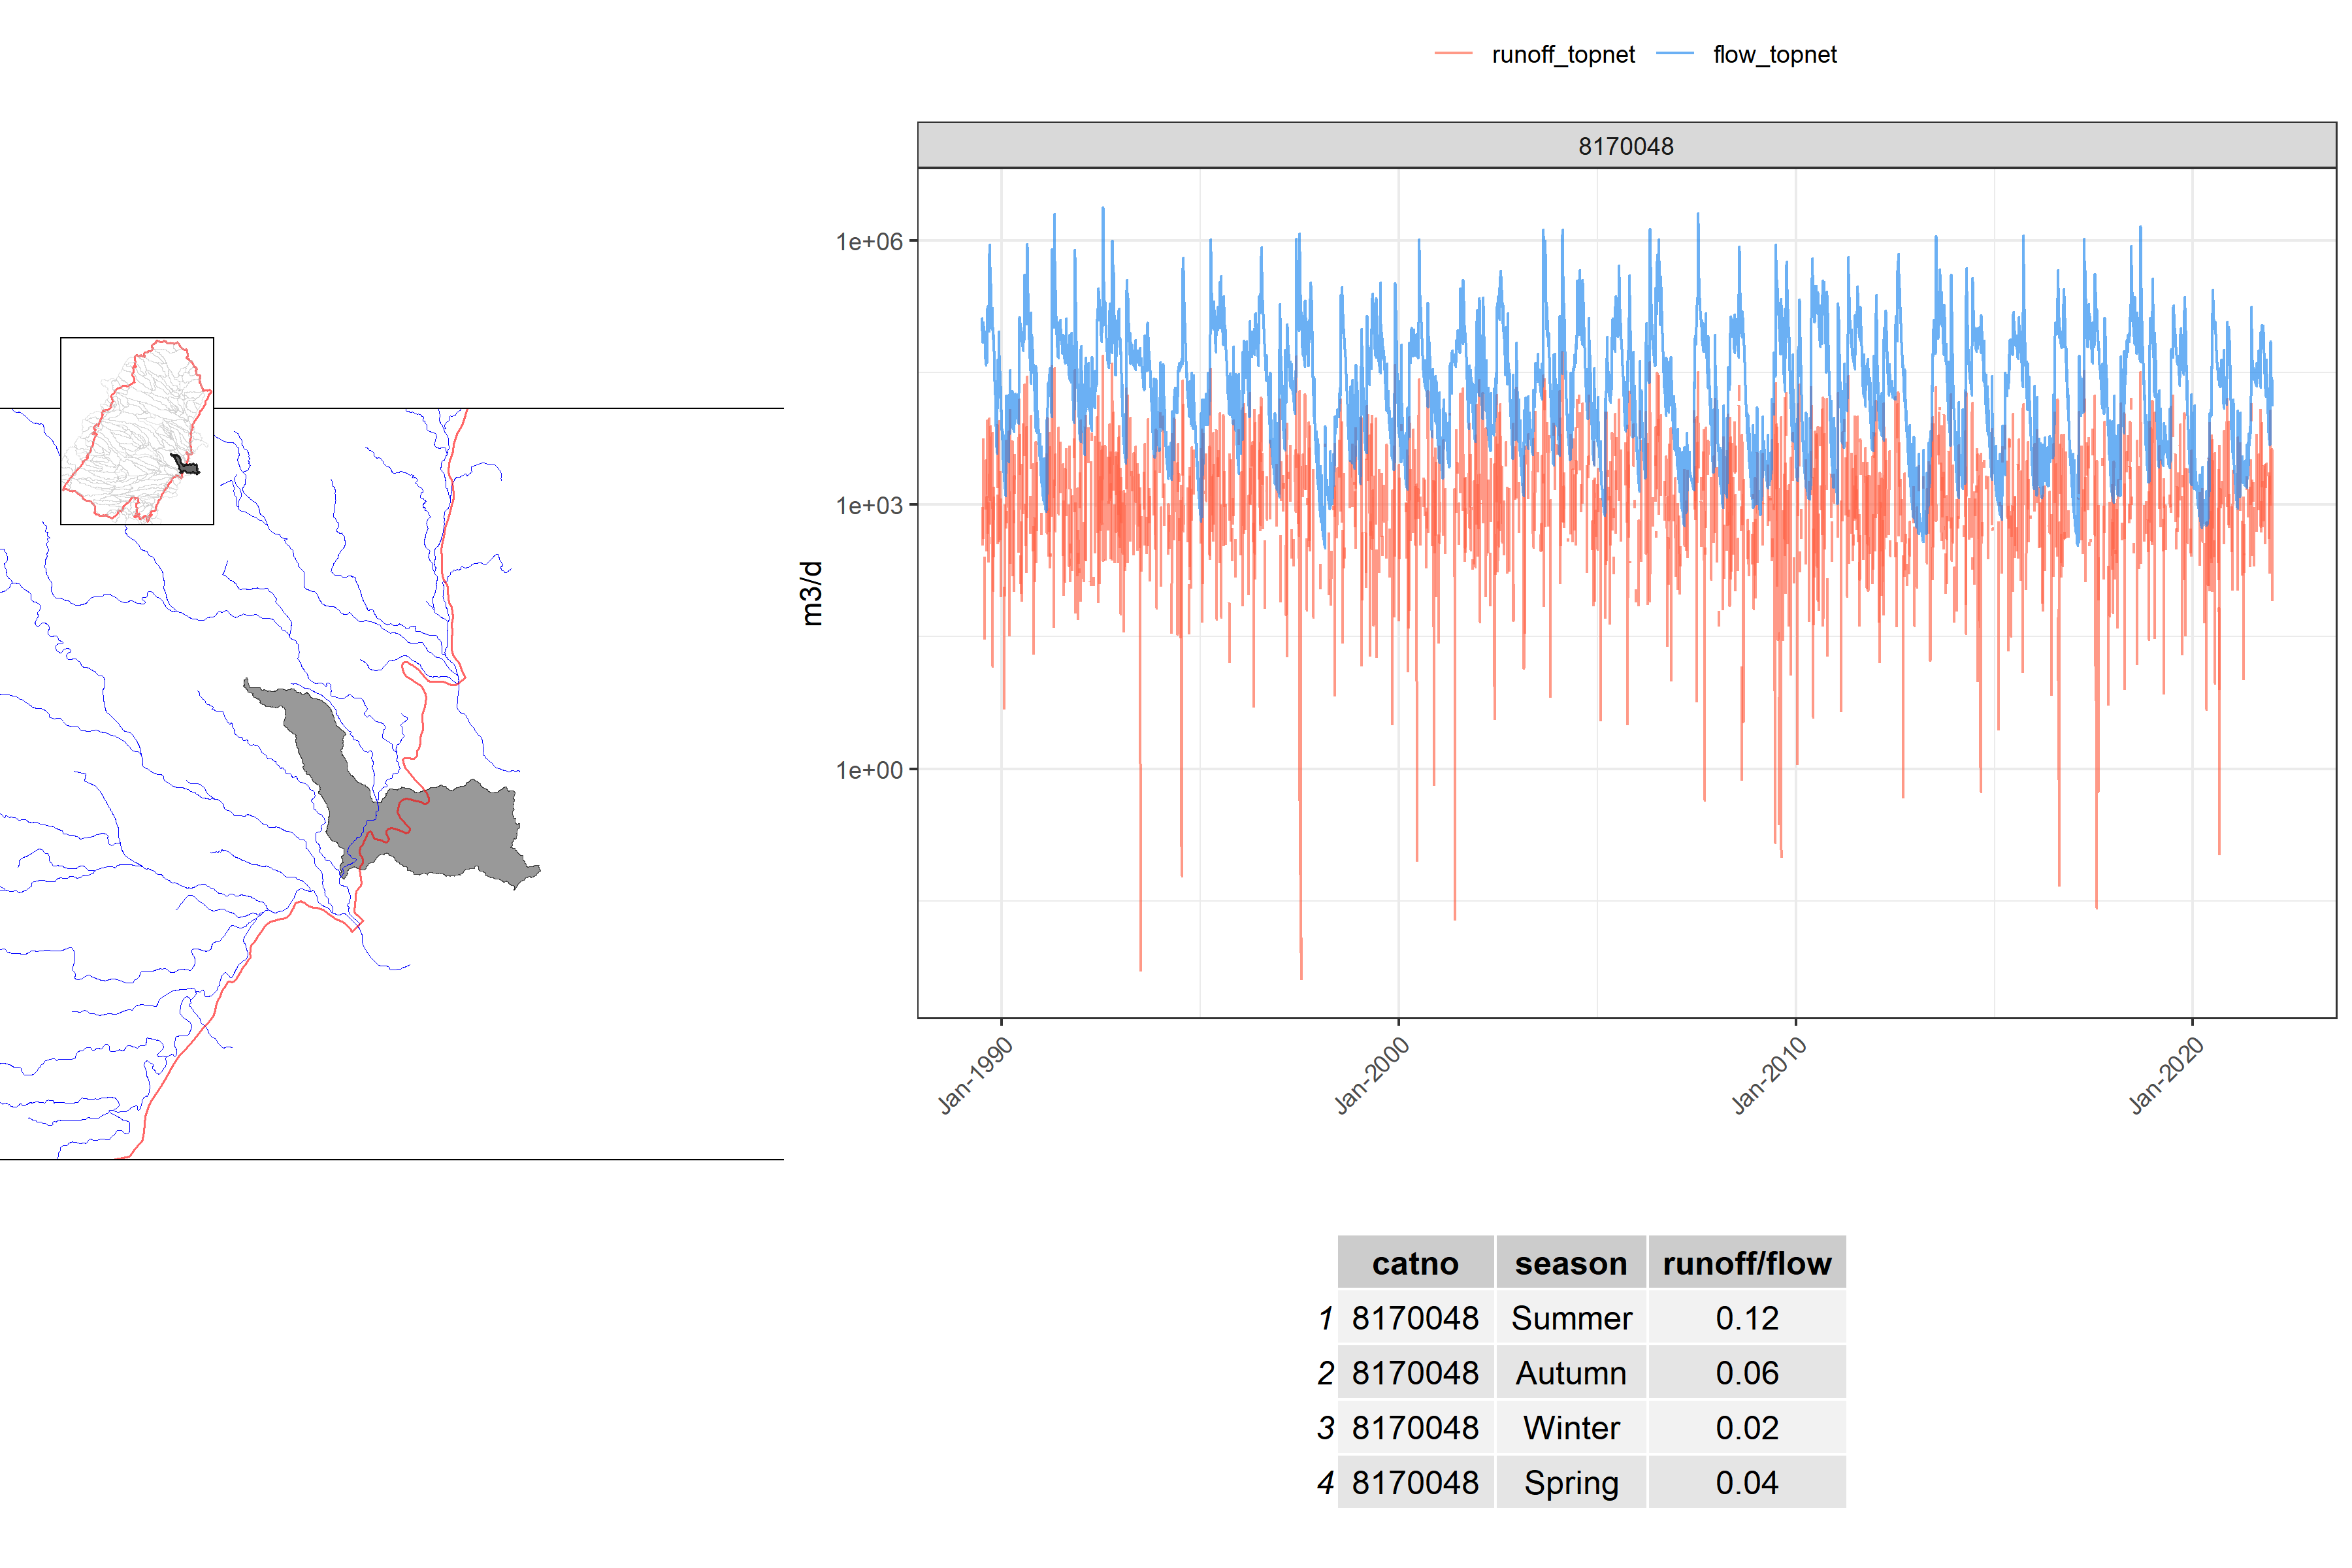 runoff_topnet flow_topnet
8170048
m3/d
1e+06
1e+03
1e+00
Jan-1990 Jan-2000 Jan-2010 Jan-2020
catno season runoff/flow
1 8170048 Summer 0.12
2 8170048 Autumn 0.06
3 8170048 Winter 0.02
4 8170048 Spring 0.04